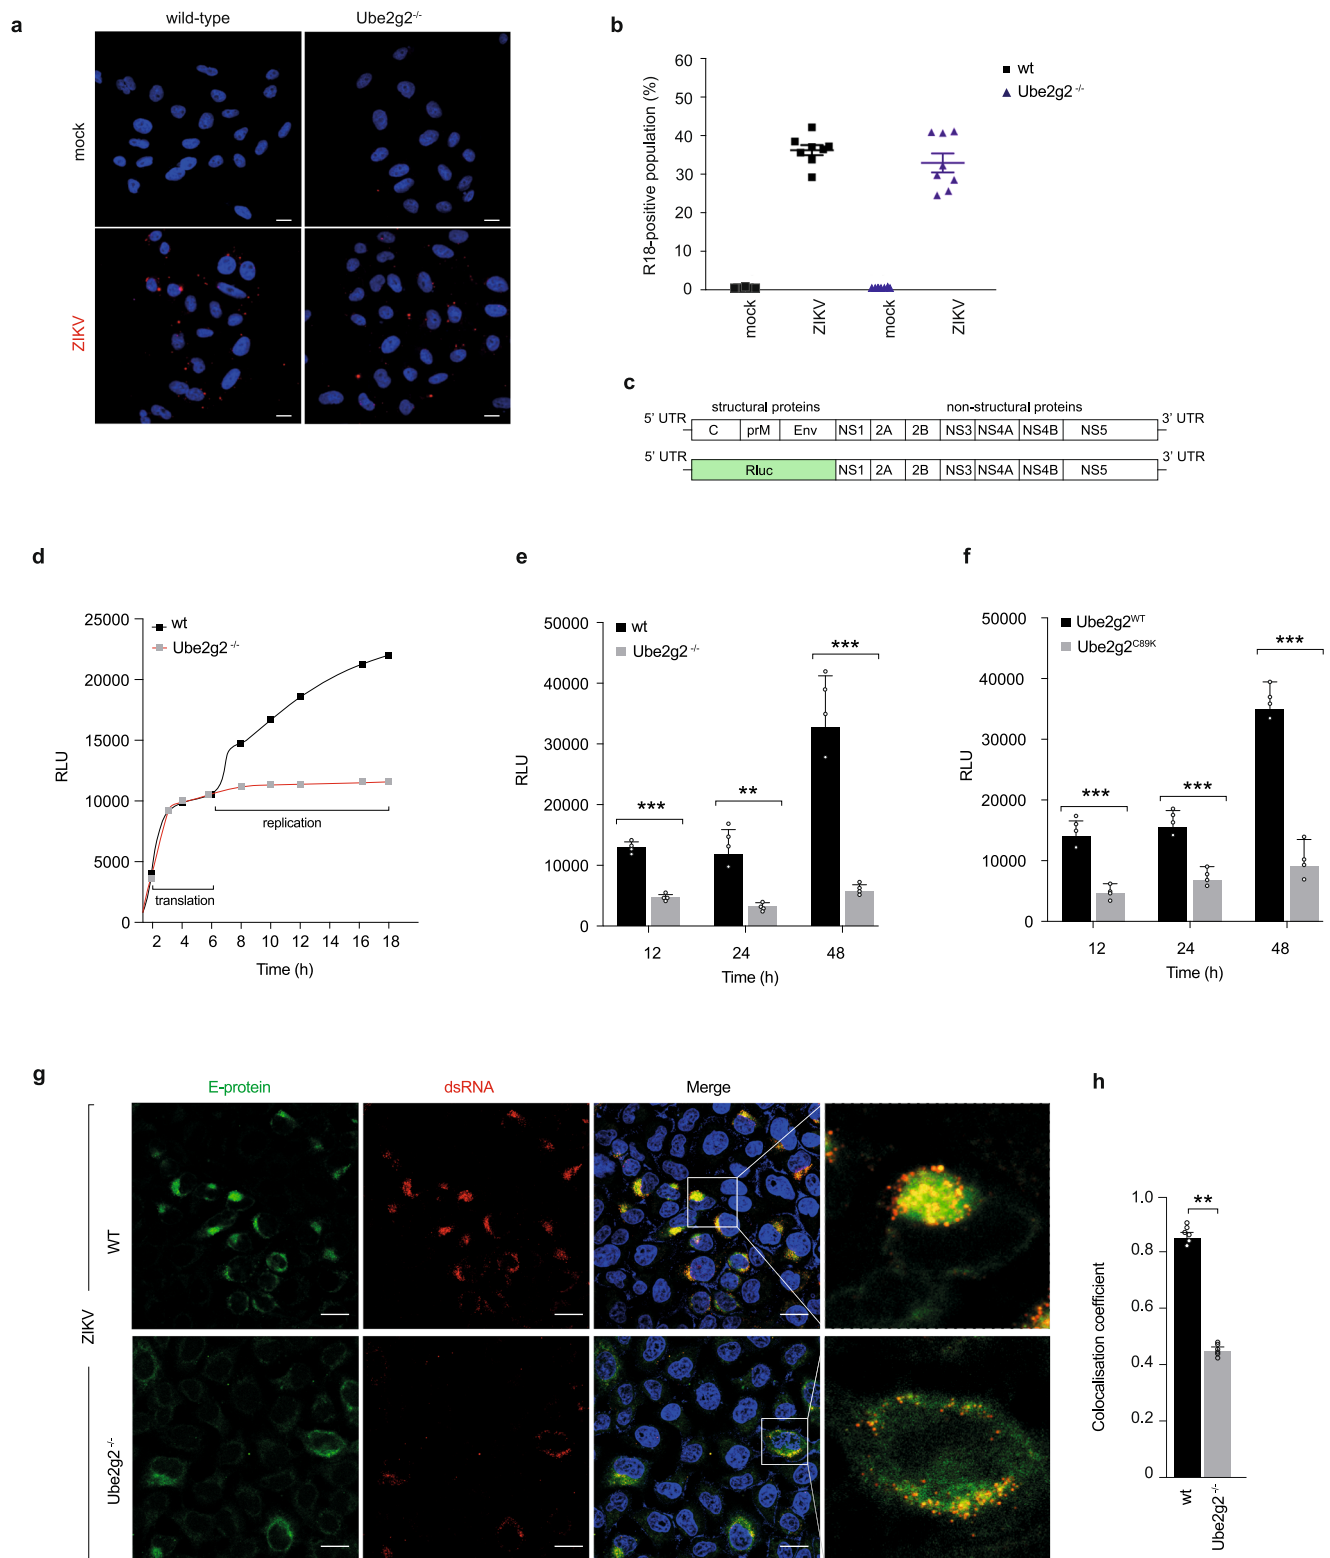 a
wild-type
Ube2g2-/-
mock
ZIKV
b
R18-positive population (%)
60
50
40
30
20
10
0
mock
ZIKV
mock
ZIKV
wt
Ube2g2 -/-
c
structural proteins
non-structural proteins
5' UTR
C
prM
Env
NS1
2A
2B
NS3
NS4A
NS4B
NS5
3' UTR
5' UTR
Rluc
NS1
2A
2B
NS3
NS4A
NS4B
NS5
3' UTR
d
RLU
25000
20000
15000
10000
5000
0
wt
Ube2g2 -/-
replication
translation
2 4 6 8 10 12 14 16 18
Time (h)
e
RLU
50000
40000
30000
20000
10000
0
wt
Ube2g2 -/-
***
**
***
12 24 48
Time (h)
f
RLU
50000
40000
30000
20000
10000
0
Ube2g2WT
Ube2g2C89K
***
***
***
12 24 48
Time (h)
g
E-protein
dsRNA
Merge
ZIKV
WT
Ube2g2-/-
h
Colocalisation coefficient
1.0
0.8
0.6
0.4
0.2
0
**
wt
Ube2g2 -/-